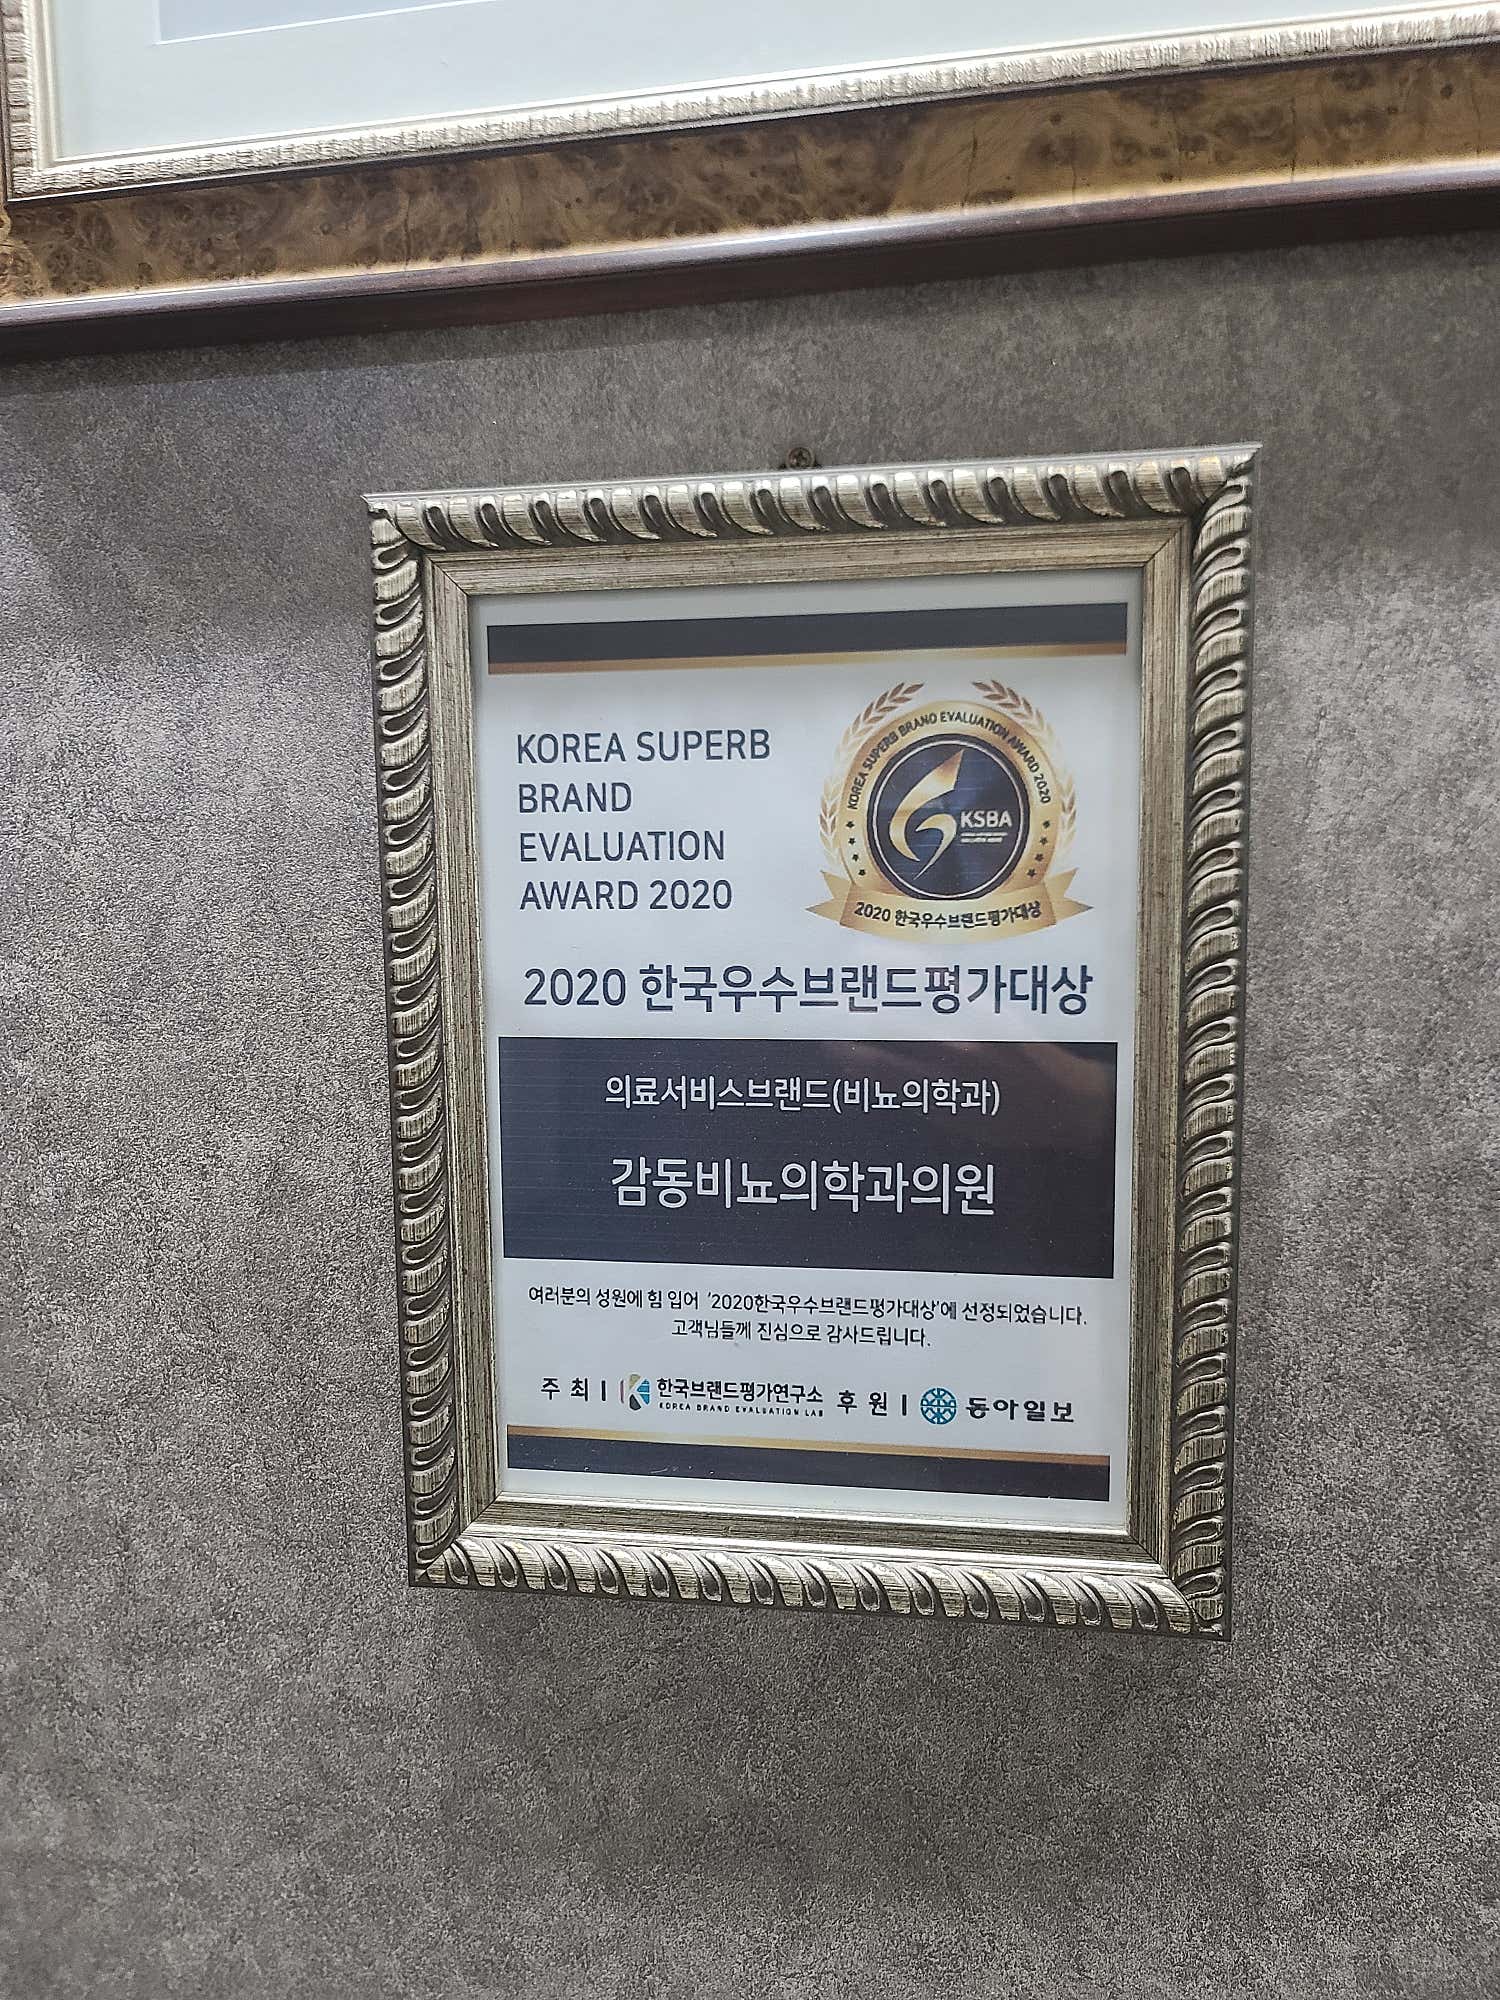 KOREA SUPERB
BRAND
EVALUATION
AWARD 2020
KOREA SUPERB BRAND EVALUATION AWARD 2020
KSBA
2020 한국우수브랜드평가대상
2020 한국우수브랜드평가대상
의료서비스브랜드(비뇨의학과)
감동비뇨의학과의원
여러분의 성원에 힘 입어 '2020한국우수브랜드평가대상'에 선정되었습니다.
고객님들께 진심으로 감사드립니다.
주 최 | 한국브랜드평가연구소 후 원 | 동아일보
KOREA BRAND EVALUATION LAB